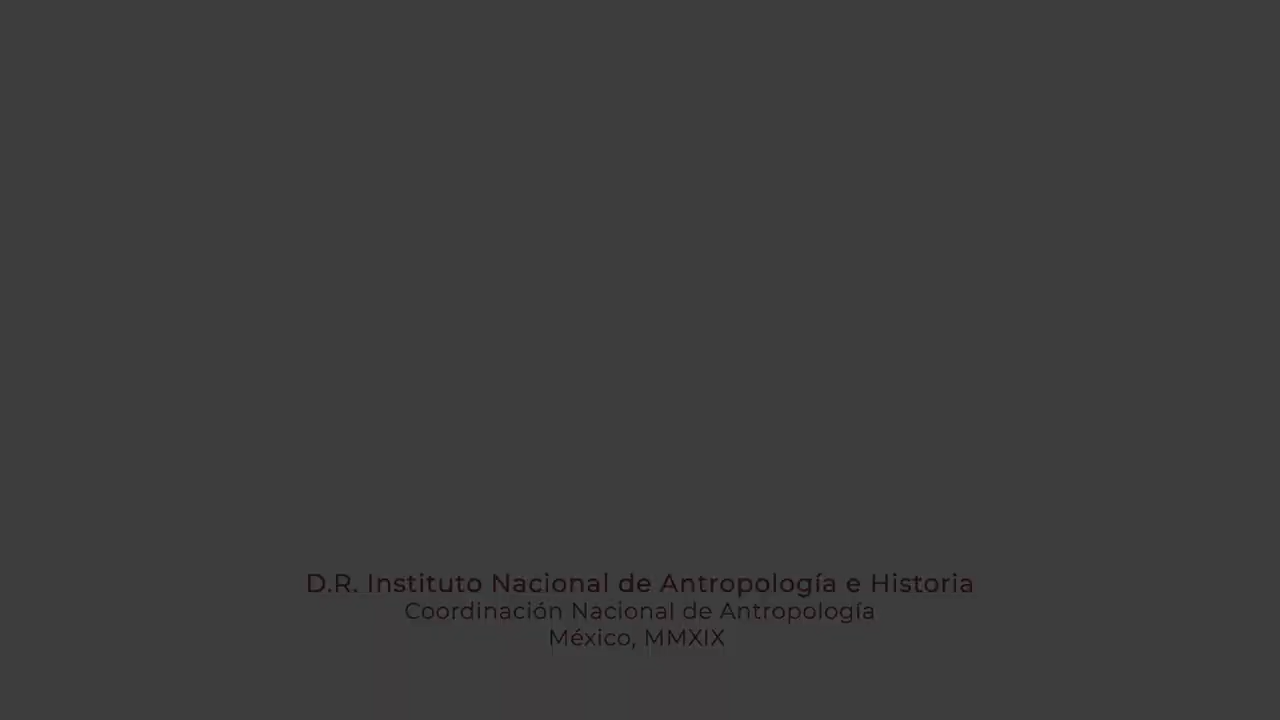 D.R. Instituto Nacional de Antropología e Historia
Coordinación Nacional de Antropología
México, MMXIX